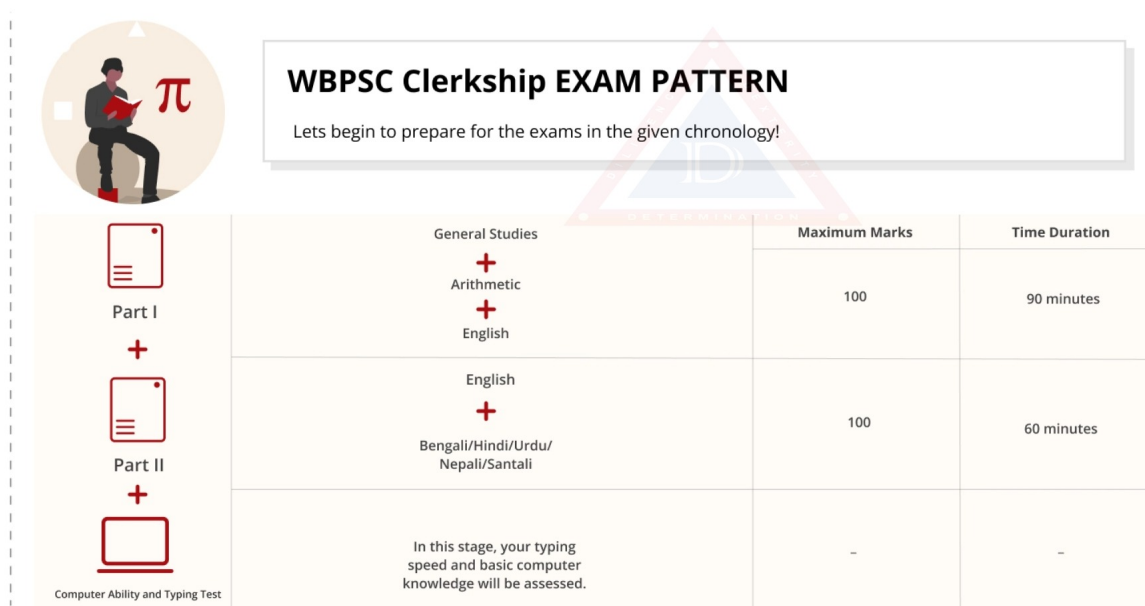 π
WBPSC Clerkship EXAM PATTERN
Lets begin to prepare for the exams in the given chronology!
D
DETERMINATION
General Studies
Maximum Marks
Time Duration
+
Arithmetic
+
English
100
90 minutes
Part I
+
English
+
Bengali/Hindi/Urdu/
Nepali/Santali
100
60 minutes
Part II
+
In this stage, your typing
speed and basic computer
knowledge will be assessed.
–
–
Computer Ability and Typing Test